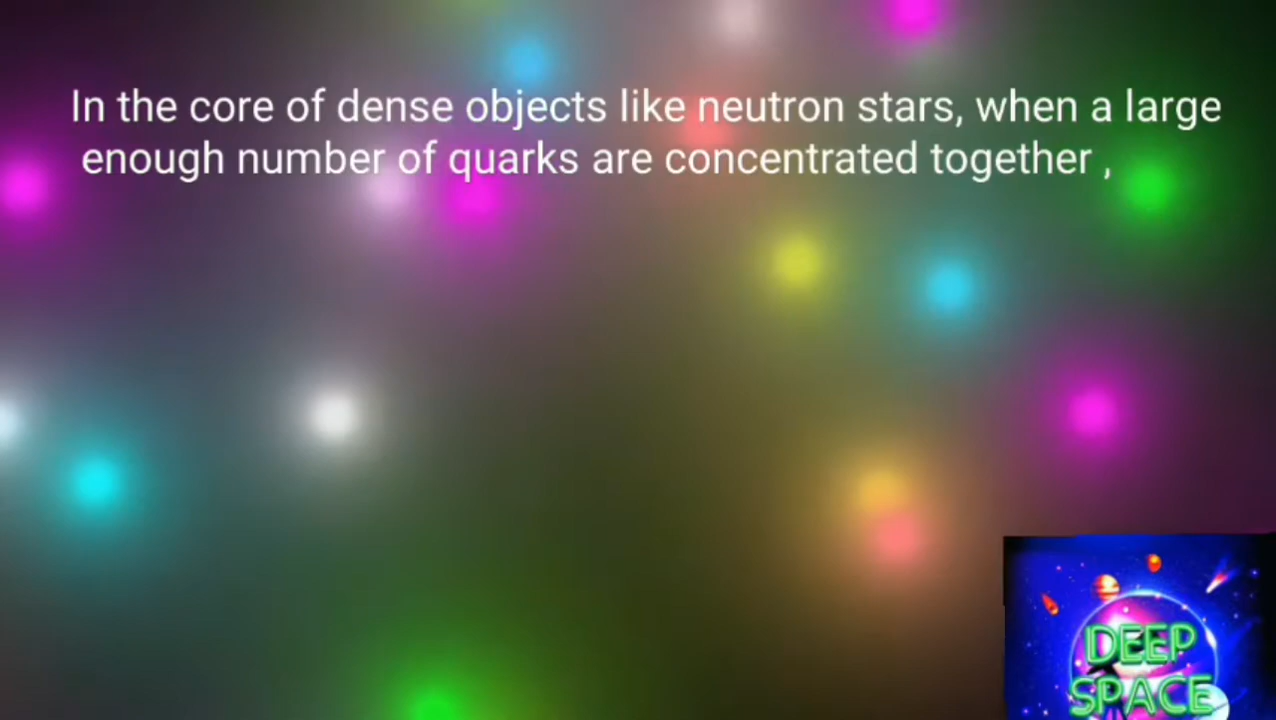 In the core of dense objects like neutron stars, when a large
enough number of quarks are concentrated together ,
DEEP
SPACE